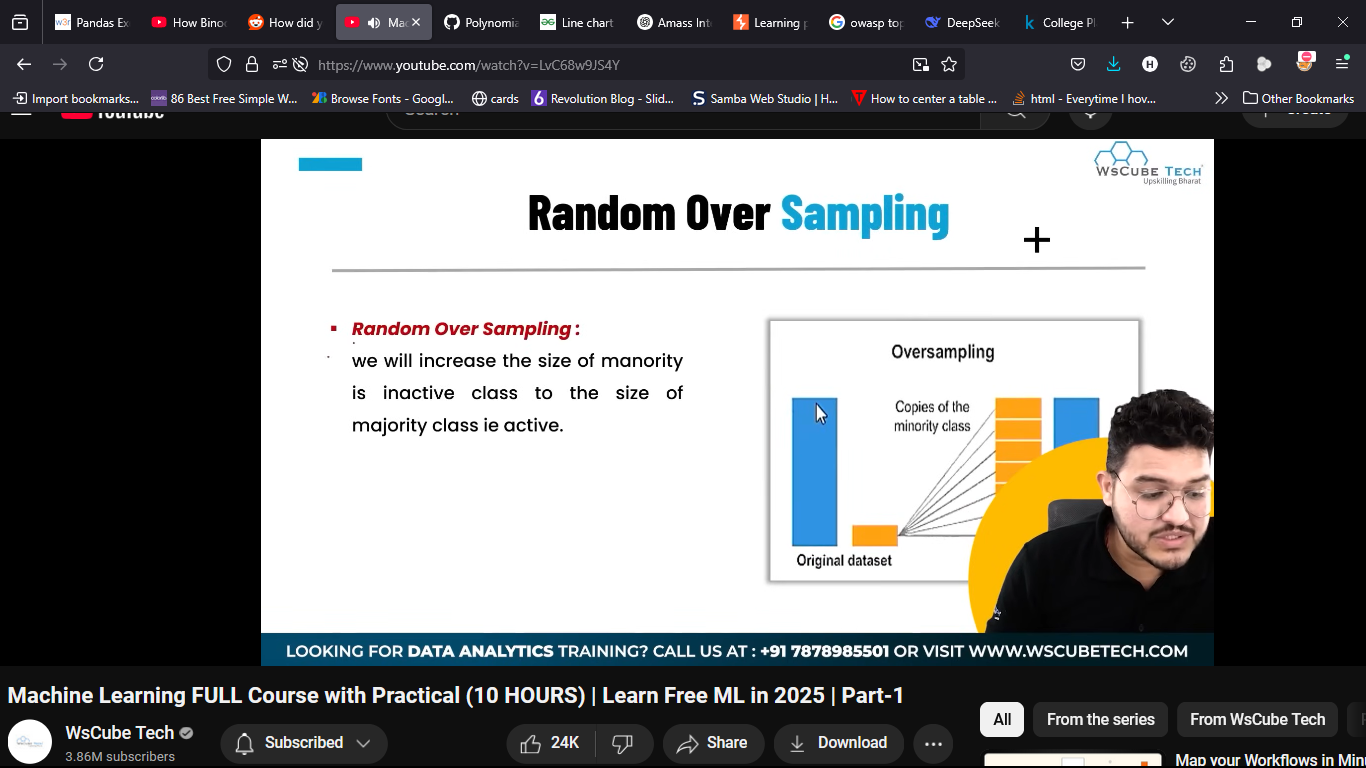 Pandas Ex
How Binoc
How did y
Mac
Polynomia
Line chart
Amass Int
Learning p
owasp top
DeepSeek
College Pl
https://www.youtube.com/watch?v=LvC68w9JS4Y
Import bookmarks...
86 Best Free Simple W...
Browse Fonts - Googl...
cards
Revolution Blog - Slid...
Samba Web Studio | H...
How to center a table ...
html - Everytime I hov...
Other Bookmarks
YouTube
Search
Create
WsCube Tech
Upskilling Bharat
Random Over Sampling
Random Over Sampling :
we will increase the size of manority
is inactive class to the size of
majority class ie active.
Oversampling
Copies of the
minority class
Original dataset
LOOKING FOR DATA ANALYTICS TRAINING? CALL US AT : +91 7878985501 OR VISIT WWW.WSCUBETECH.COM
Machine Learning FULL Course with Practical (10 HOURS) | Learn Free ML in 2025 | Part-1
WsCube Tech
3.86M subscribers
Subscribed
24K
Share
Download
All
From the series
From WsCube Tech
Map your Workflows in Min